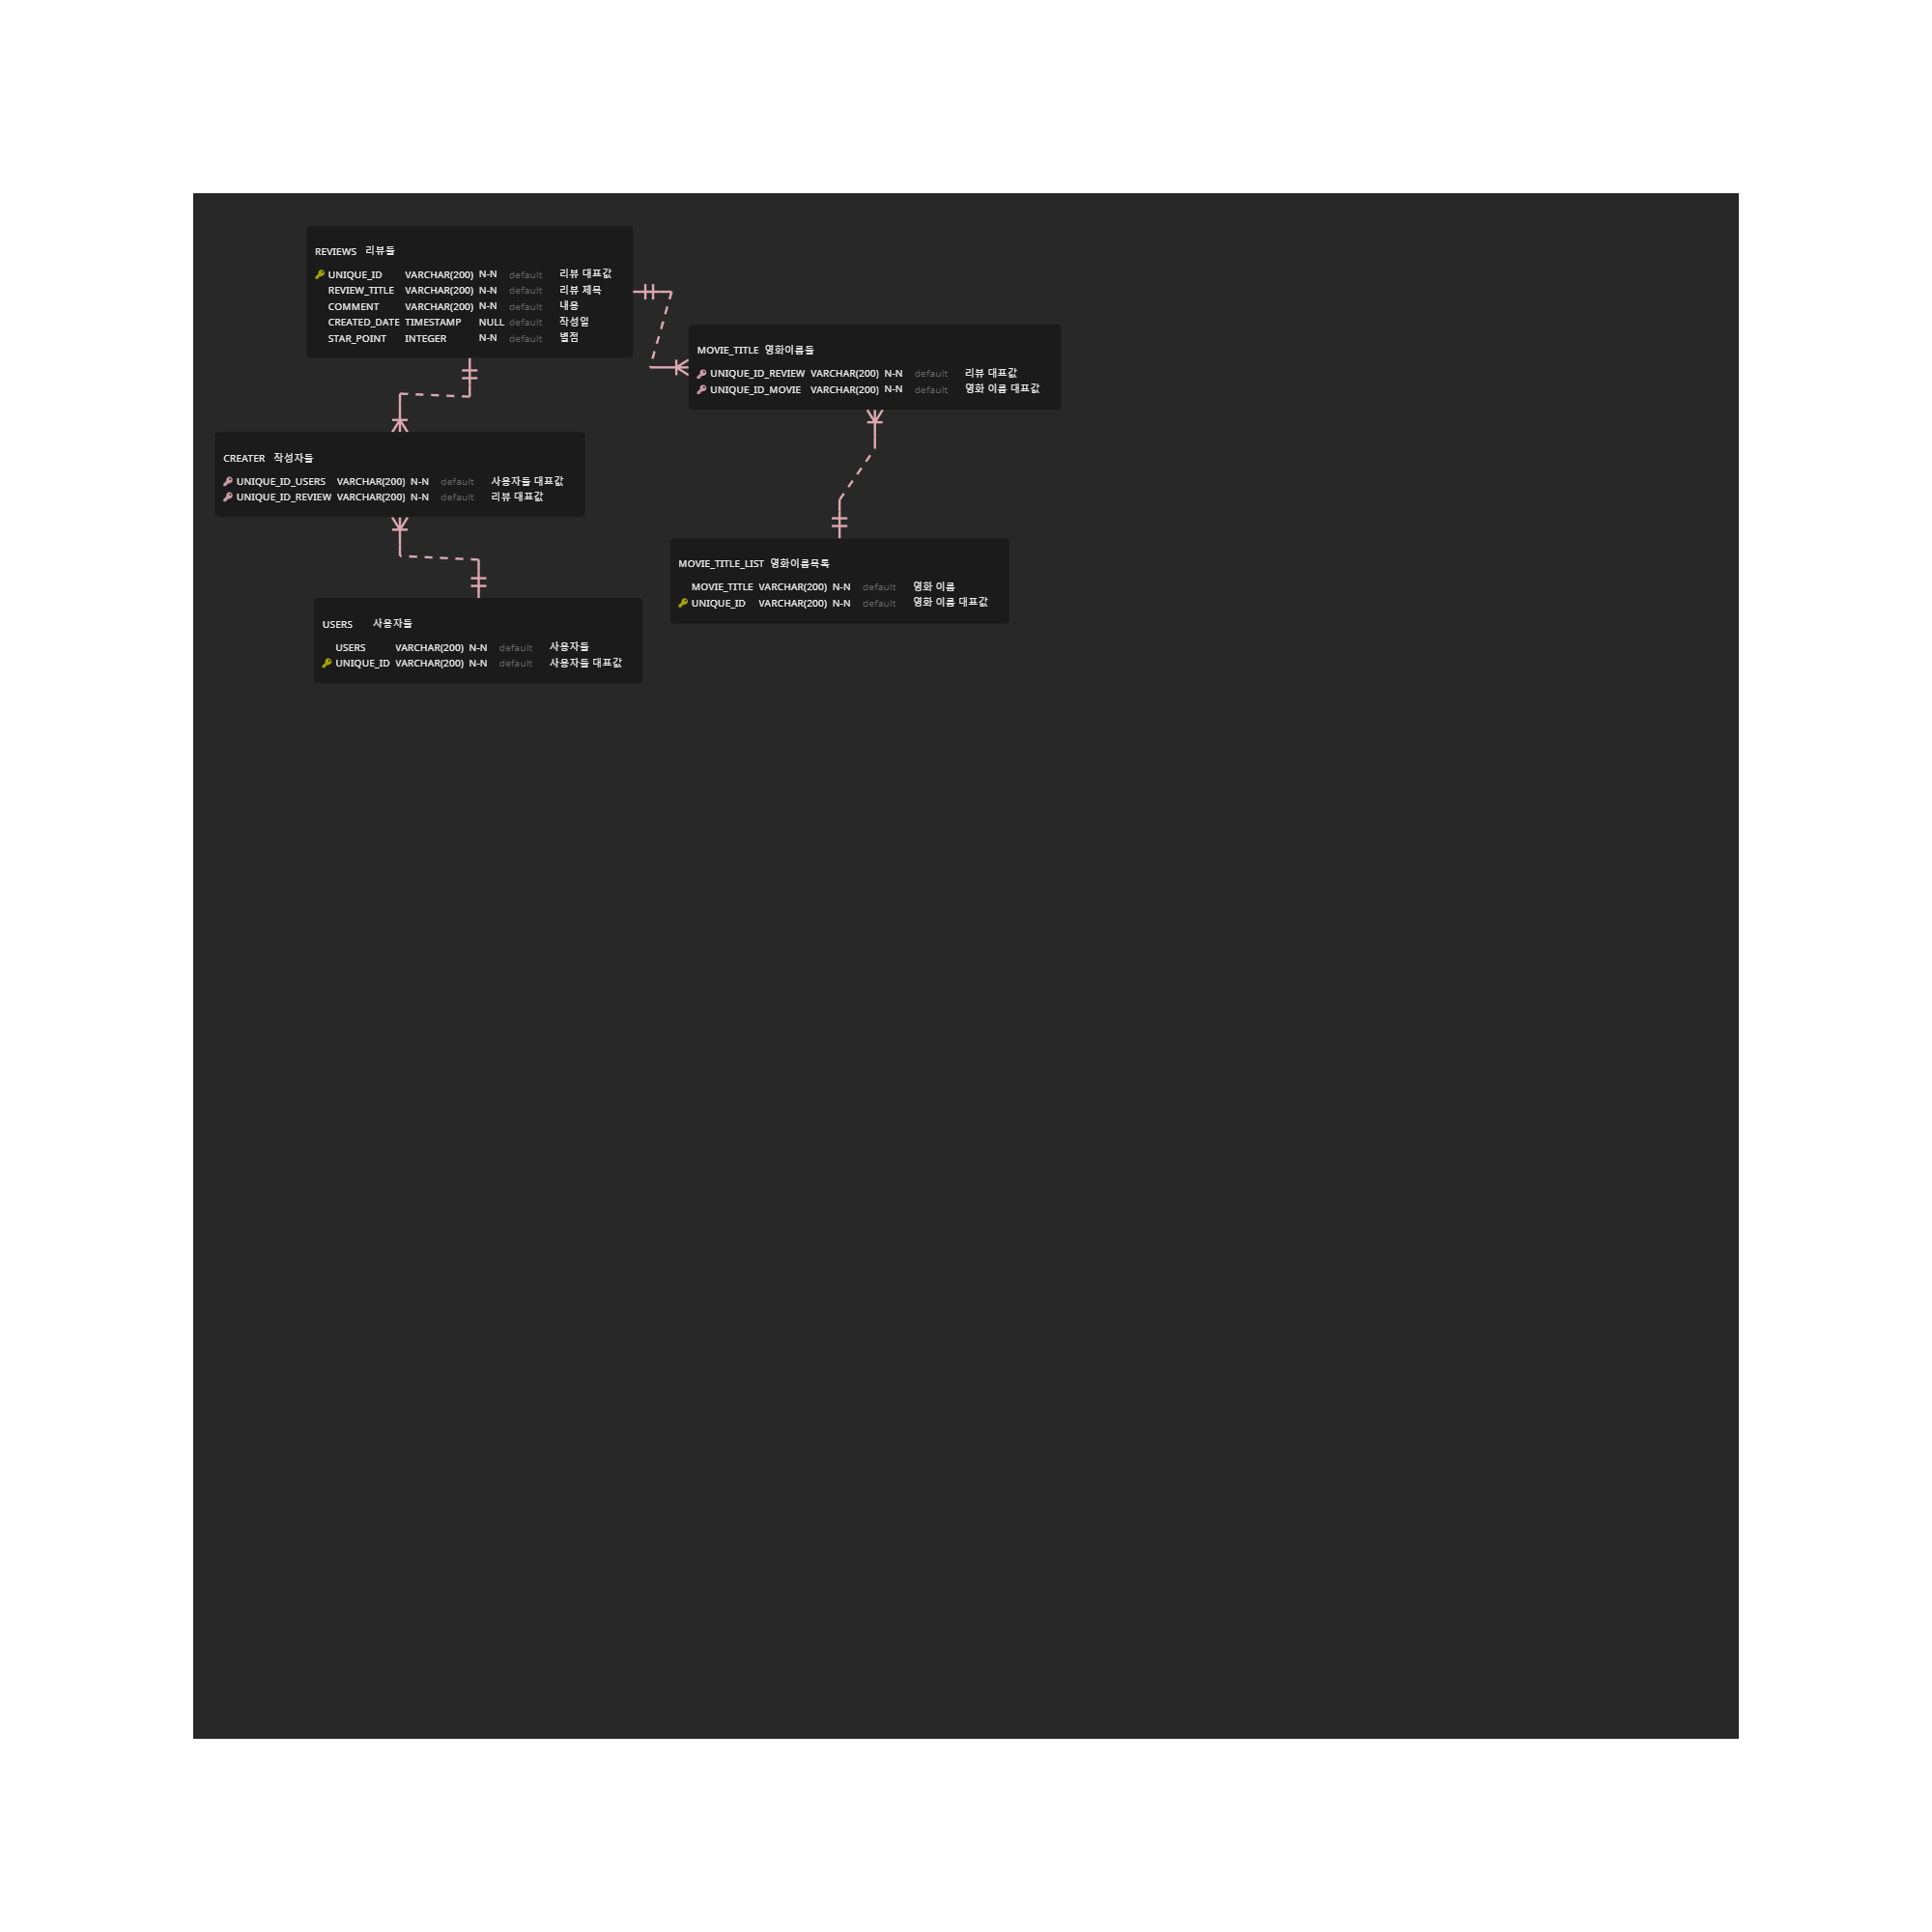 REVIEWS 리뷰들
UNIQUE_ID VARCHAR(200) N-N default 리뷰 대표값
REVIEW_TITLE VARCHAR(200) N-N default 리뷰 제목
COMMENT VARCHAR(200) N-N default 내용
CREATED_DATE TIMESTAMP NULL default 작성일
STAR_POINT INTEGER N-N default 별점
MOVIE_TITLE 영화이름들
UNIQUE_ID_REVIEW VARCHAR(200) N-N default 리뷰 대표값
UNIQUE_ID_MOVIE VARCHAR(200) N-N default 영화 이름 대표값
CREATER 작성자들
UNIQUE_ID_USERS VARCHAR(200) N-N default 사용자들 대표값
UNIQUE_ID_REVIEW VARCHAR(200) N-N default 리뷰 대표값
MOVIE_TITLE_LIST 영화이름목록
MOVIE_TITLE VARCHAR(200) N-N default 영화 이름
UNIQUE_ID VARCHAR(200) N-N default 영화 이름 대표값
USERS 사용자들
USERS VARCHAR(200) N-N default 사용자들
UNIQUE_ID VARCHAR(200) N-N default 사용자들 대표값